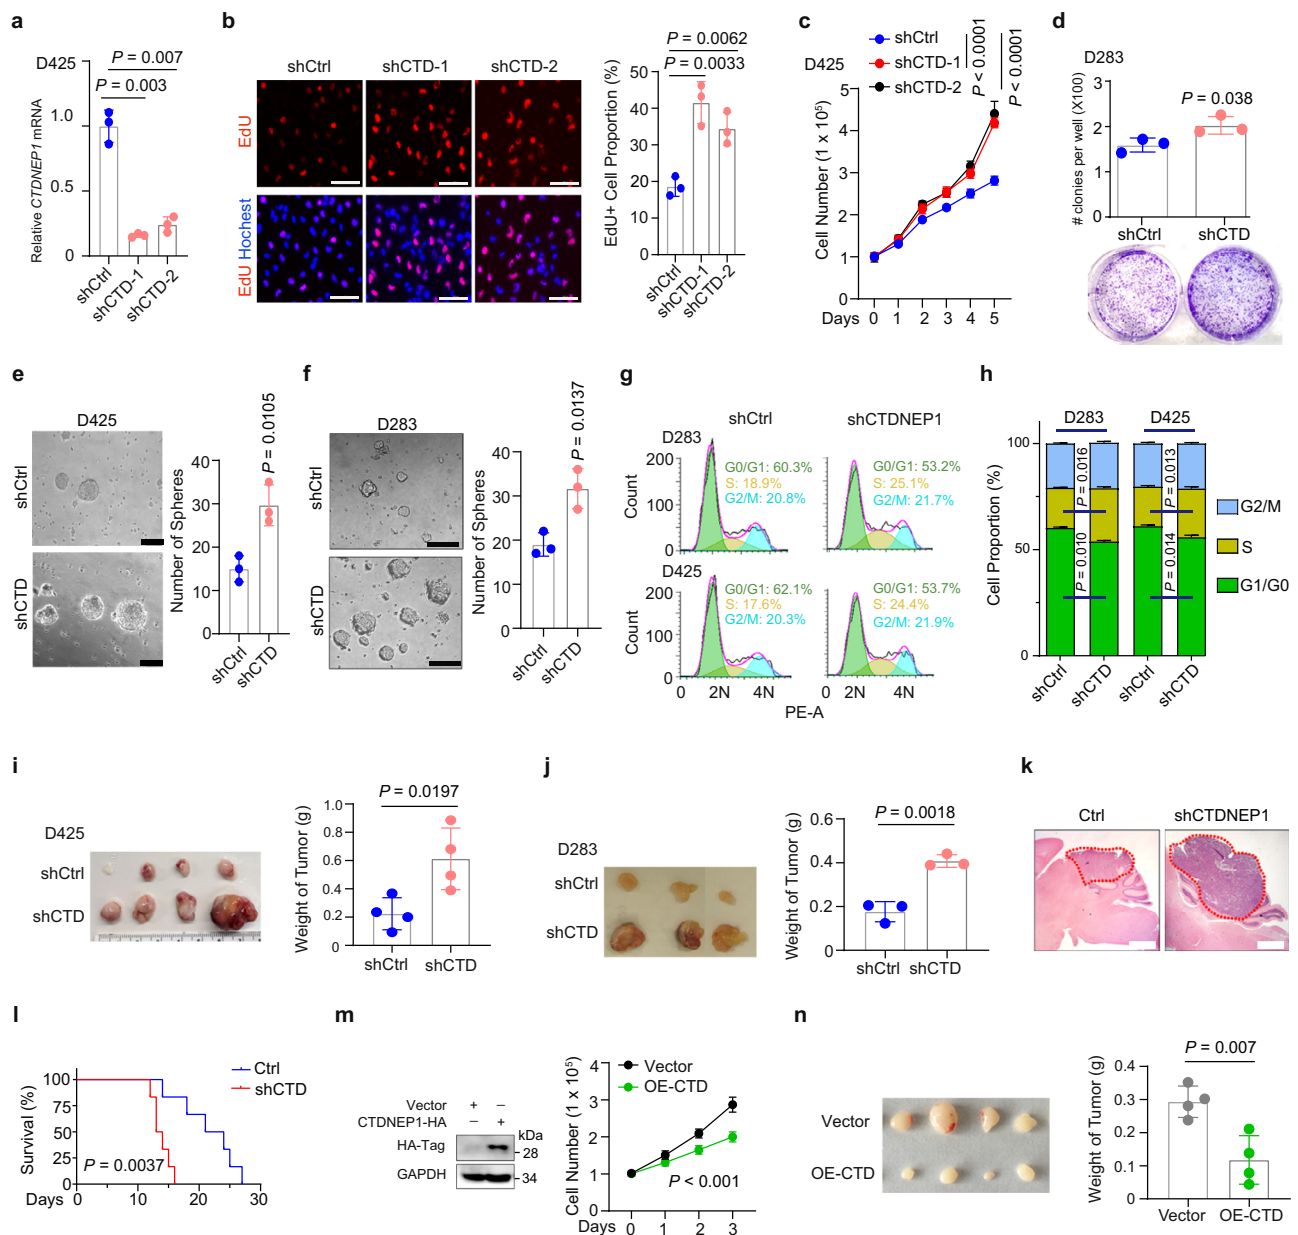 a
D425
P = 0.007
P = 0.003
Relative CTDNEP1 mRNA
1.0
0.5
0
shCtrl
shCTD-1
shCTD-2
b
shCtrl
shCTD-1
shCTD-2
EdU
EdU Hochest
P = 0.0062
P = 0.0033
EdU+ Cell Proportion (%)
50
40
30
20
10
0
shCtrl
shCTD-1
shCTD-2
c
D425
shCtrl
shCTD-1
shCTD-2
P < 0.0001
P < 0.0001
Cell Number (1 x 10⁵)
5
4
3
2
1
0
Days 0 1 2 3 4 5
d
D283
P = 0.038
# clonies per well (X100)
3
2
1
0
shCtrl
shCTD
e
D425
shCtrl
shCTD
P = 0.0105
Number of Spheres
40
30
20
10
0
shCtrl
shCTD
f
D283
shCtrl
shCTD
P = 0.0137
Number of Spheres
40
30
20
10
0
shCtrl
shCTD
g
shCtrl
shCTDNEP1
D283
200
100
0
Count
G0/G1: 60.3%
S: 18.9%
G2/M: 20.8%
G0/G1: 53.2%
S: 25.1%
G2/M: 21.7%
D425
200
100
0
Count
G0/G1: 62.1%
S: 17.6%
G2/M: 20.3%
G0/G1: 53.7%
S: 24.4%
G2/M: 21.9%
0 2N 4N
0 2N 4N
PE-A
h
D283
D425
Cell Proportion (%)
100
50
0
P = 0.016
P = 0.010
P = 0.013
P = 0.014
G2/M
S
G1/G0
shCtrl
shCTD
shCtrl
shCTD
i
D425
shCtrl
shCTD
P = 0.0197
Weight of Tumor (g)
1.0
0.8
0.6
0.4
0.2
0
shCtrl
shCTD
j
D283
shCtrl
shCTD
P = 0.0018
Weight of Tumor (g)
0.6
0.4
0.2
0
shCtrl
shCTD
k
Ctrl
shCTDNEP1
l
Ctrl
shCTD
Survival (%)
100
75
50
25
0
P = 0.0037
Days 0 10 20 30
m
Vector + –
CTDNEP1-HA – +
kDa
HA-Tag
28
GAPDH
34
Vector
OE-CTD
Cell Number (1 x 10⁵)
4
3
2
1
0
P < 0.001
Days 0 1 2 3
n
Vector
OE-CTD
P = 0.007
Weight of Tumor (g)
0.4
0.3
0.2
0.1
0
Vector
OE-CTD